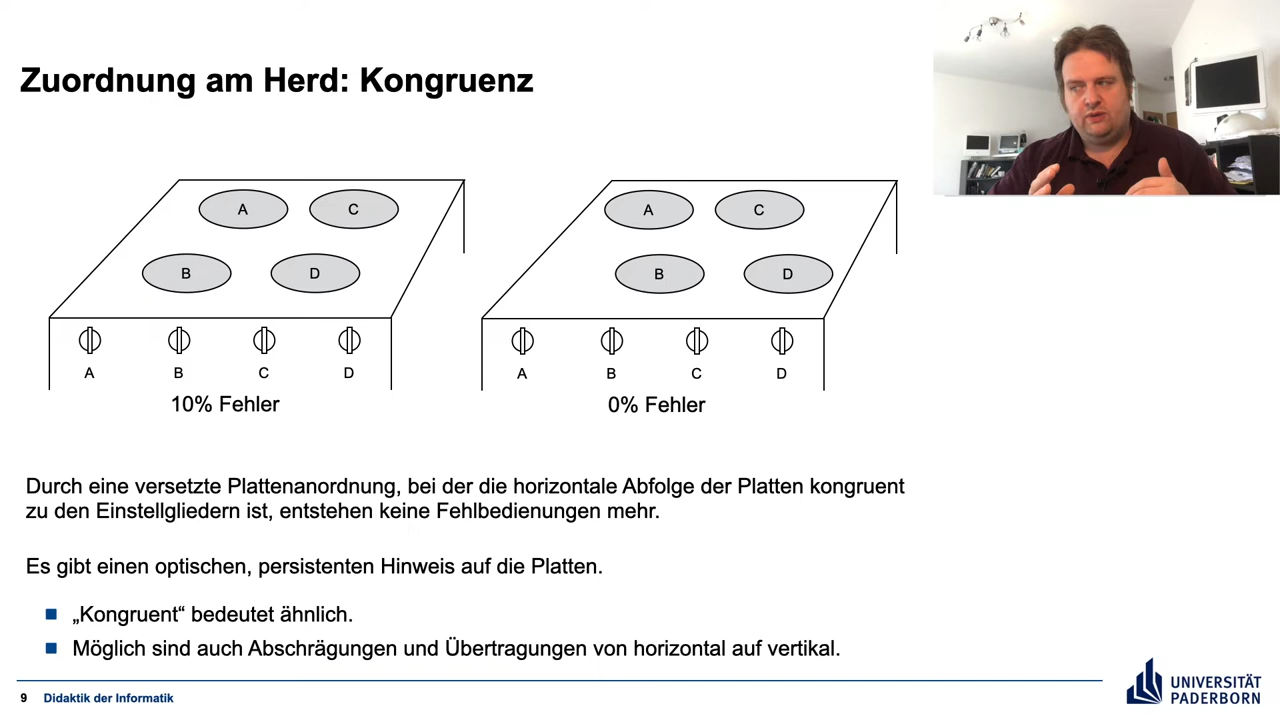 Zuordnung am Herd: Kongruenz
A C
B D
A B C D
10% Fehler
A C
B D
A B C D
0% Fehler
Durch eine versetzte Plattenanordnung, bei der die horizontale Abfolge der Platten kongruent
zu den Einstellgliedern ist, entstehen keine Fehlbedienungen mehr.
Es gibt einen optischen, persistenten Hinweis auf die Platten.
„Kongruent“ bedeutet ähnlich.
Möglich sind auch Abschrägungen und Übertragungen von horizontal auf vertikal.
9 Didaktik der Informatik
UNIVERSITÄT
PADERBORN